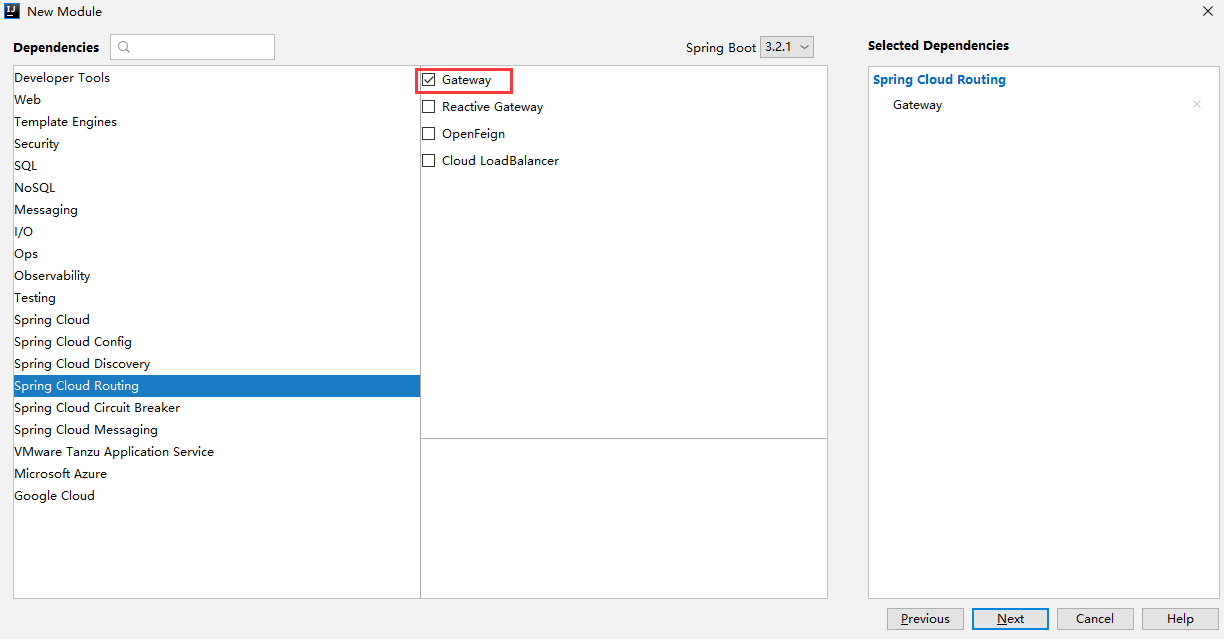 IJ New Module
Dependencies
Spring Boot 3.2.1
Developer Tools
Web
Template Engines
Security
SQL
NoSQL
Messaging
I/O
Ops
Observability
Testing
Spring Cloud
Spring Cloud Config
Spring Cloud Discovery
Spring Cloud Routing
Spring Cloud Circuit Breaker
Spring Cloud Messaging
VMware Tanzu Application Service
Microsoft Azure
Google Cloud
Gateway
Reactive Gateway
OpenFeign
Cloud LoadBalancer
Selected Dependencies
Spring Cloud Routing
Gateway
Previous
Next
Cancel
Help